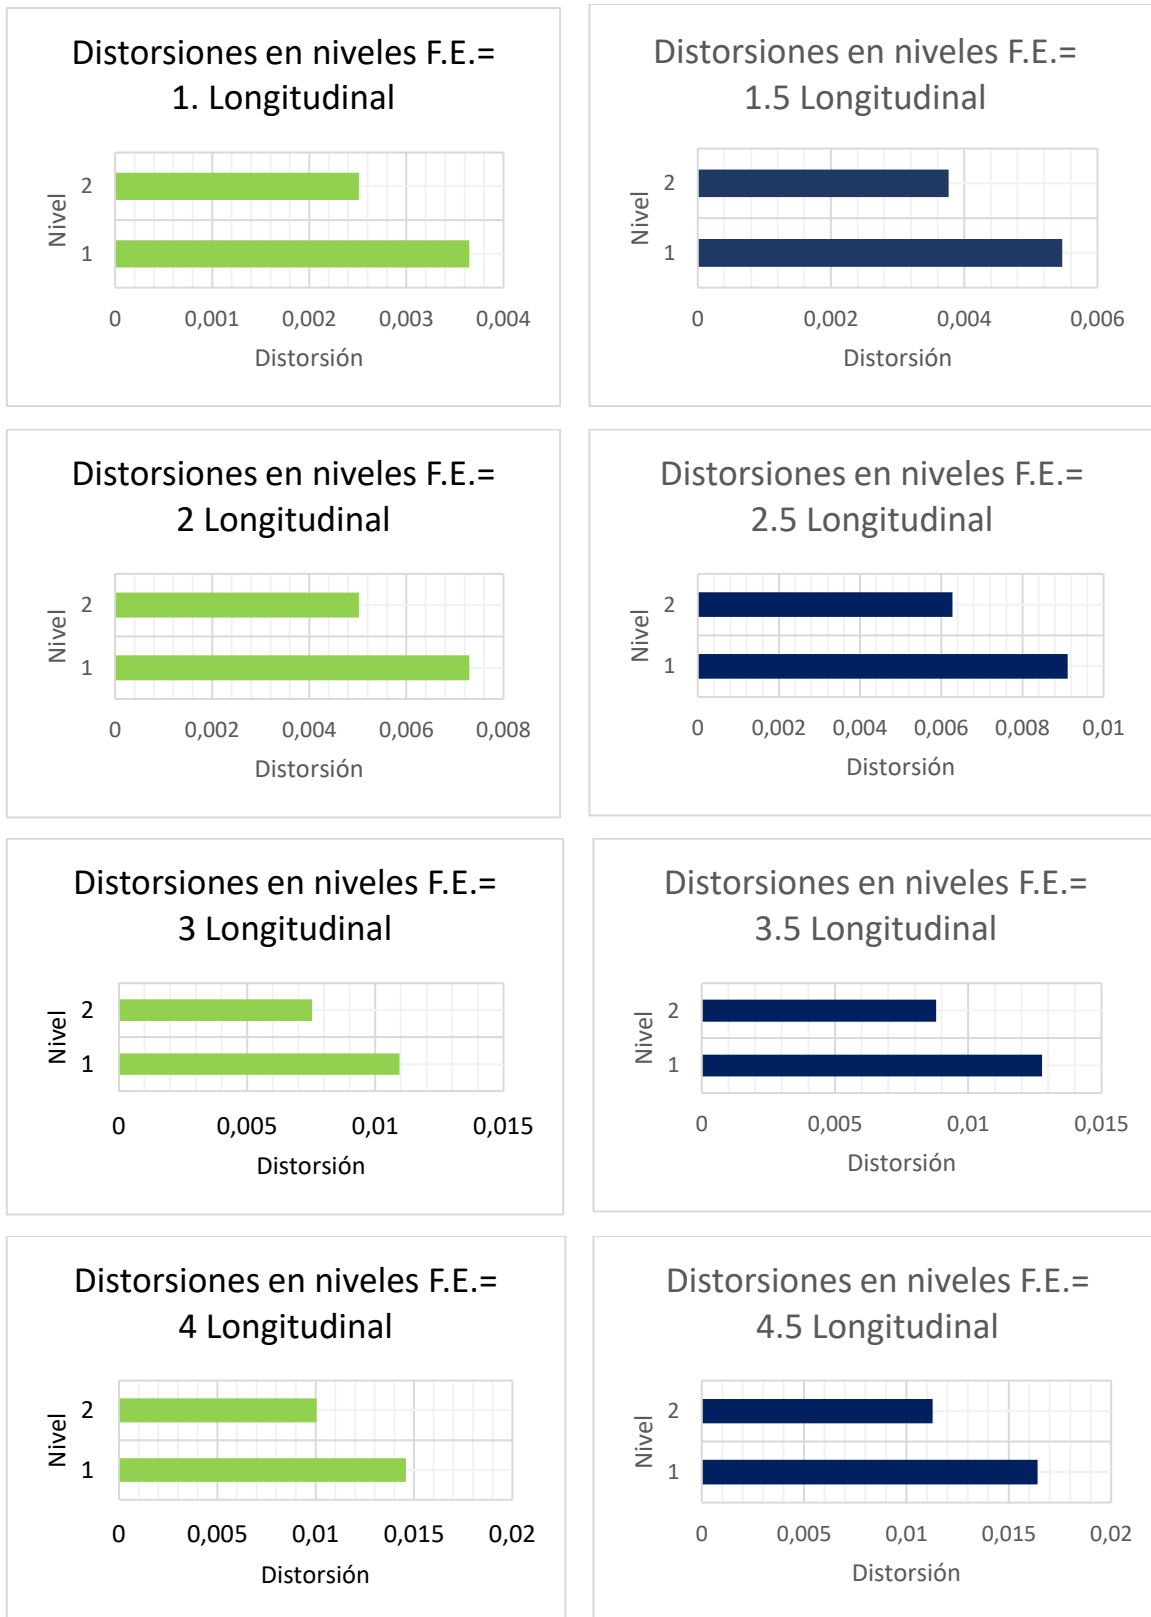 Distorsiones en niveles F.E.=
1. Longitudinal
Nivel
2
1
0 0,001 0,002 0,003 0,004
Distorsión
Distorsiones en niveles F.E.=
1.5 Longitudinal
Nivel
2
1
0 0,002 0,004 0,006
Distorsión
Distorsiones en niveles F.E.=
2 Longitudinal
Nivel
2
1
0 0,002 0,004 0,006 0,008
Distorsión
Distorsiones en niveles F.E.=
2.5 Longitudinal
Nivel
2
1
0 0,002 0,004 0,006 0,008 0,01
Distorsión
Distorsiones en niveles F.E.=
3 Longitudinal
Nivel
2
1
0 0,005 0,01 0,015
Distorsión
Distorsiones en niveles F.E.=
3.5 Longitudinal
Nivel
2
1
0 0,005 0,01 0,015
Distorsión
Distorsiones en niveles F.E.=
4 Longitudinal
Nivel
2
1
0 0,005 0,01 0,015 0,02
Distorsión
Distorsiones en niveles F.E.=
4.5 Longitudinal
Nivel
2
1
0 0,005 0,01 0,015 0,02
Distorsión